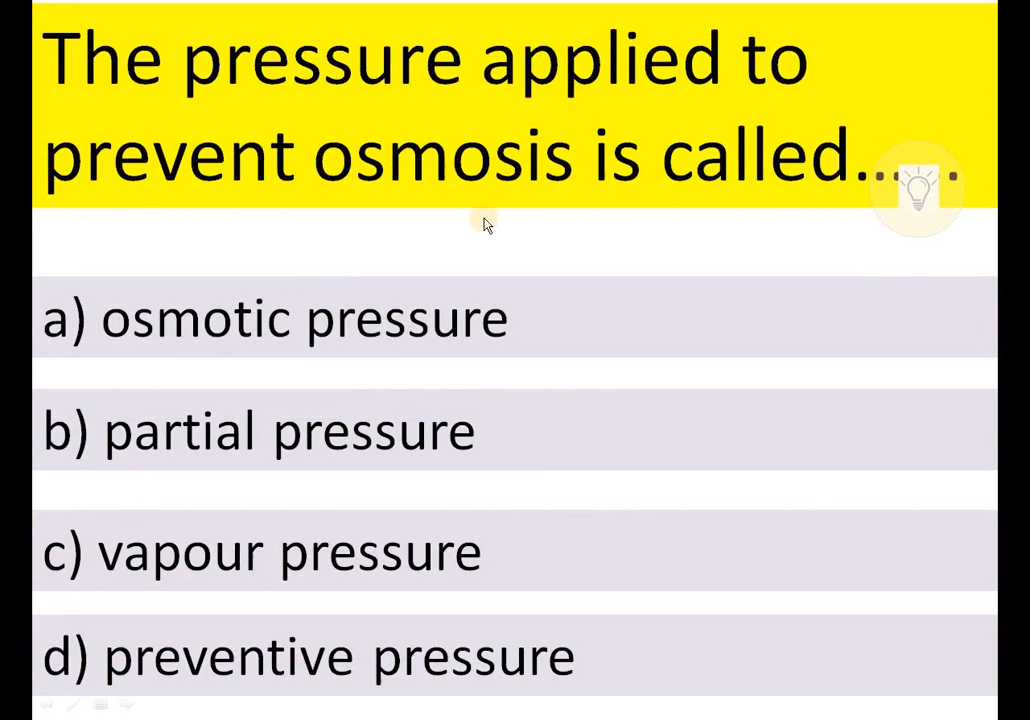 The pressure applied to
prevent osmosis is called......
a) osmotic pressure
b) partial pressure
c) vapour pressure
d) preventive pressure